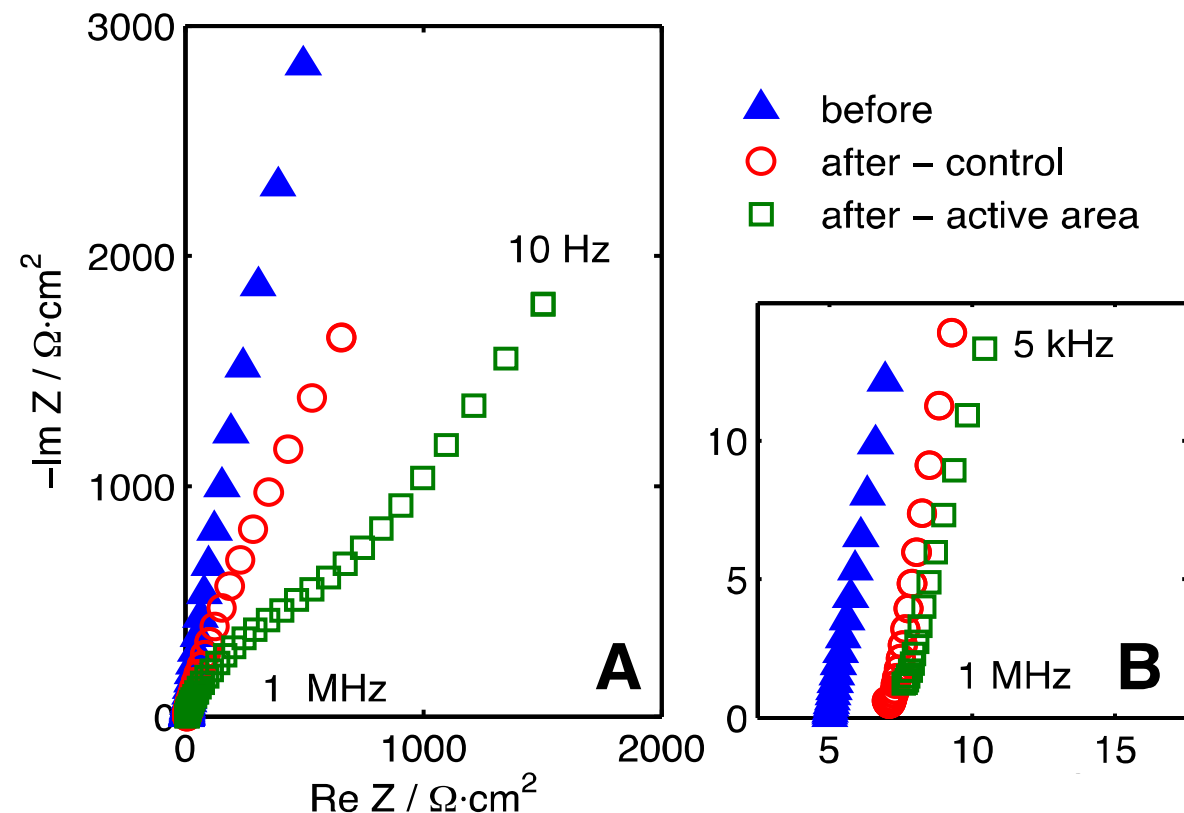 3000
2000
1000
0
−Im Z / Ω·cm²
0
1000
2000
Re Z / Ω·cm²
10 Hz
1 MHz
A
before
after − control
after − active area
10
5
0
5
10
15
5 kHz
1 MHz
B